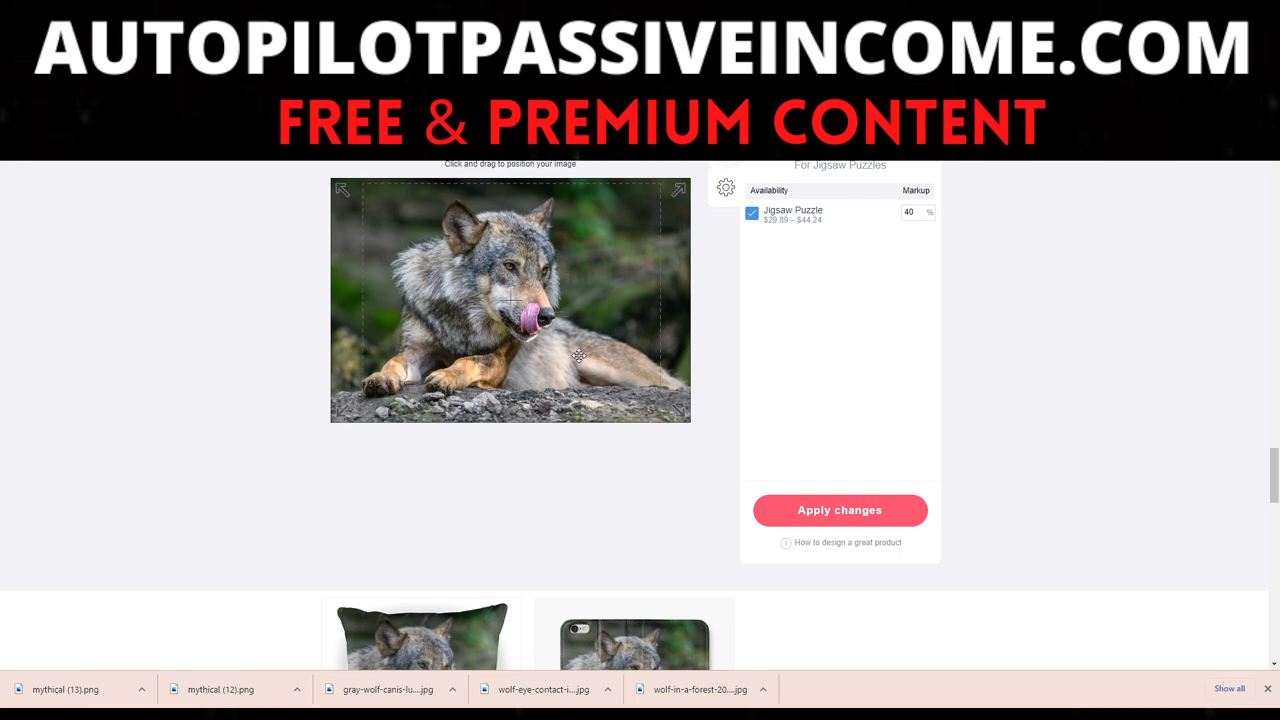 AUTOPILOTPASSIVEINCOME.COM
FREE & PREMIUM CONTENT
Click and drag to position your image
For Jigsaw Puzzles
Availability Markup
Jigsaw Puzzle 40 %
$29.89 – $44.24
Apply changes
How to design a great product
mythical (13).png
mythical (12).png
gray-wolf-canis-lu....jpg
wolf-eye-contact-i....jpg
wolf-in-a-forest-20....jpg
Show all